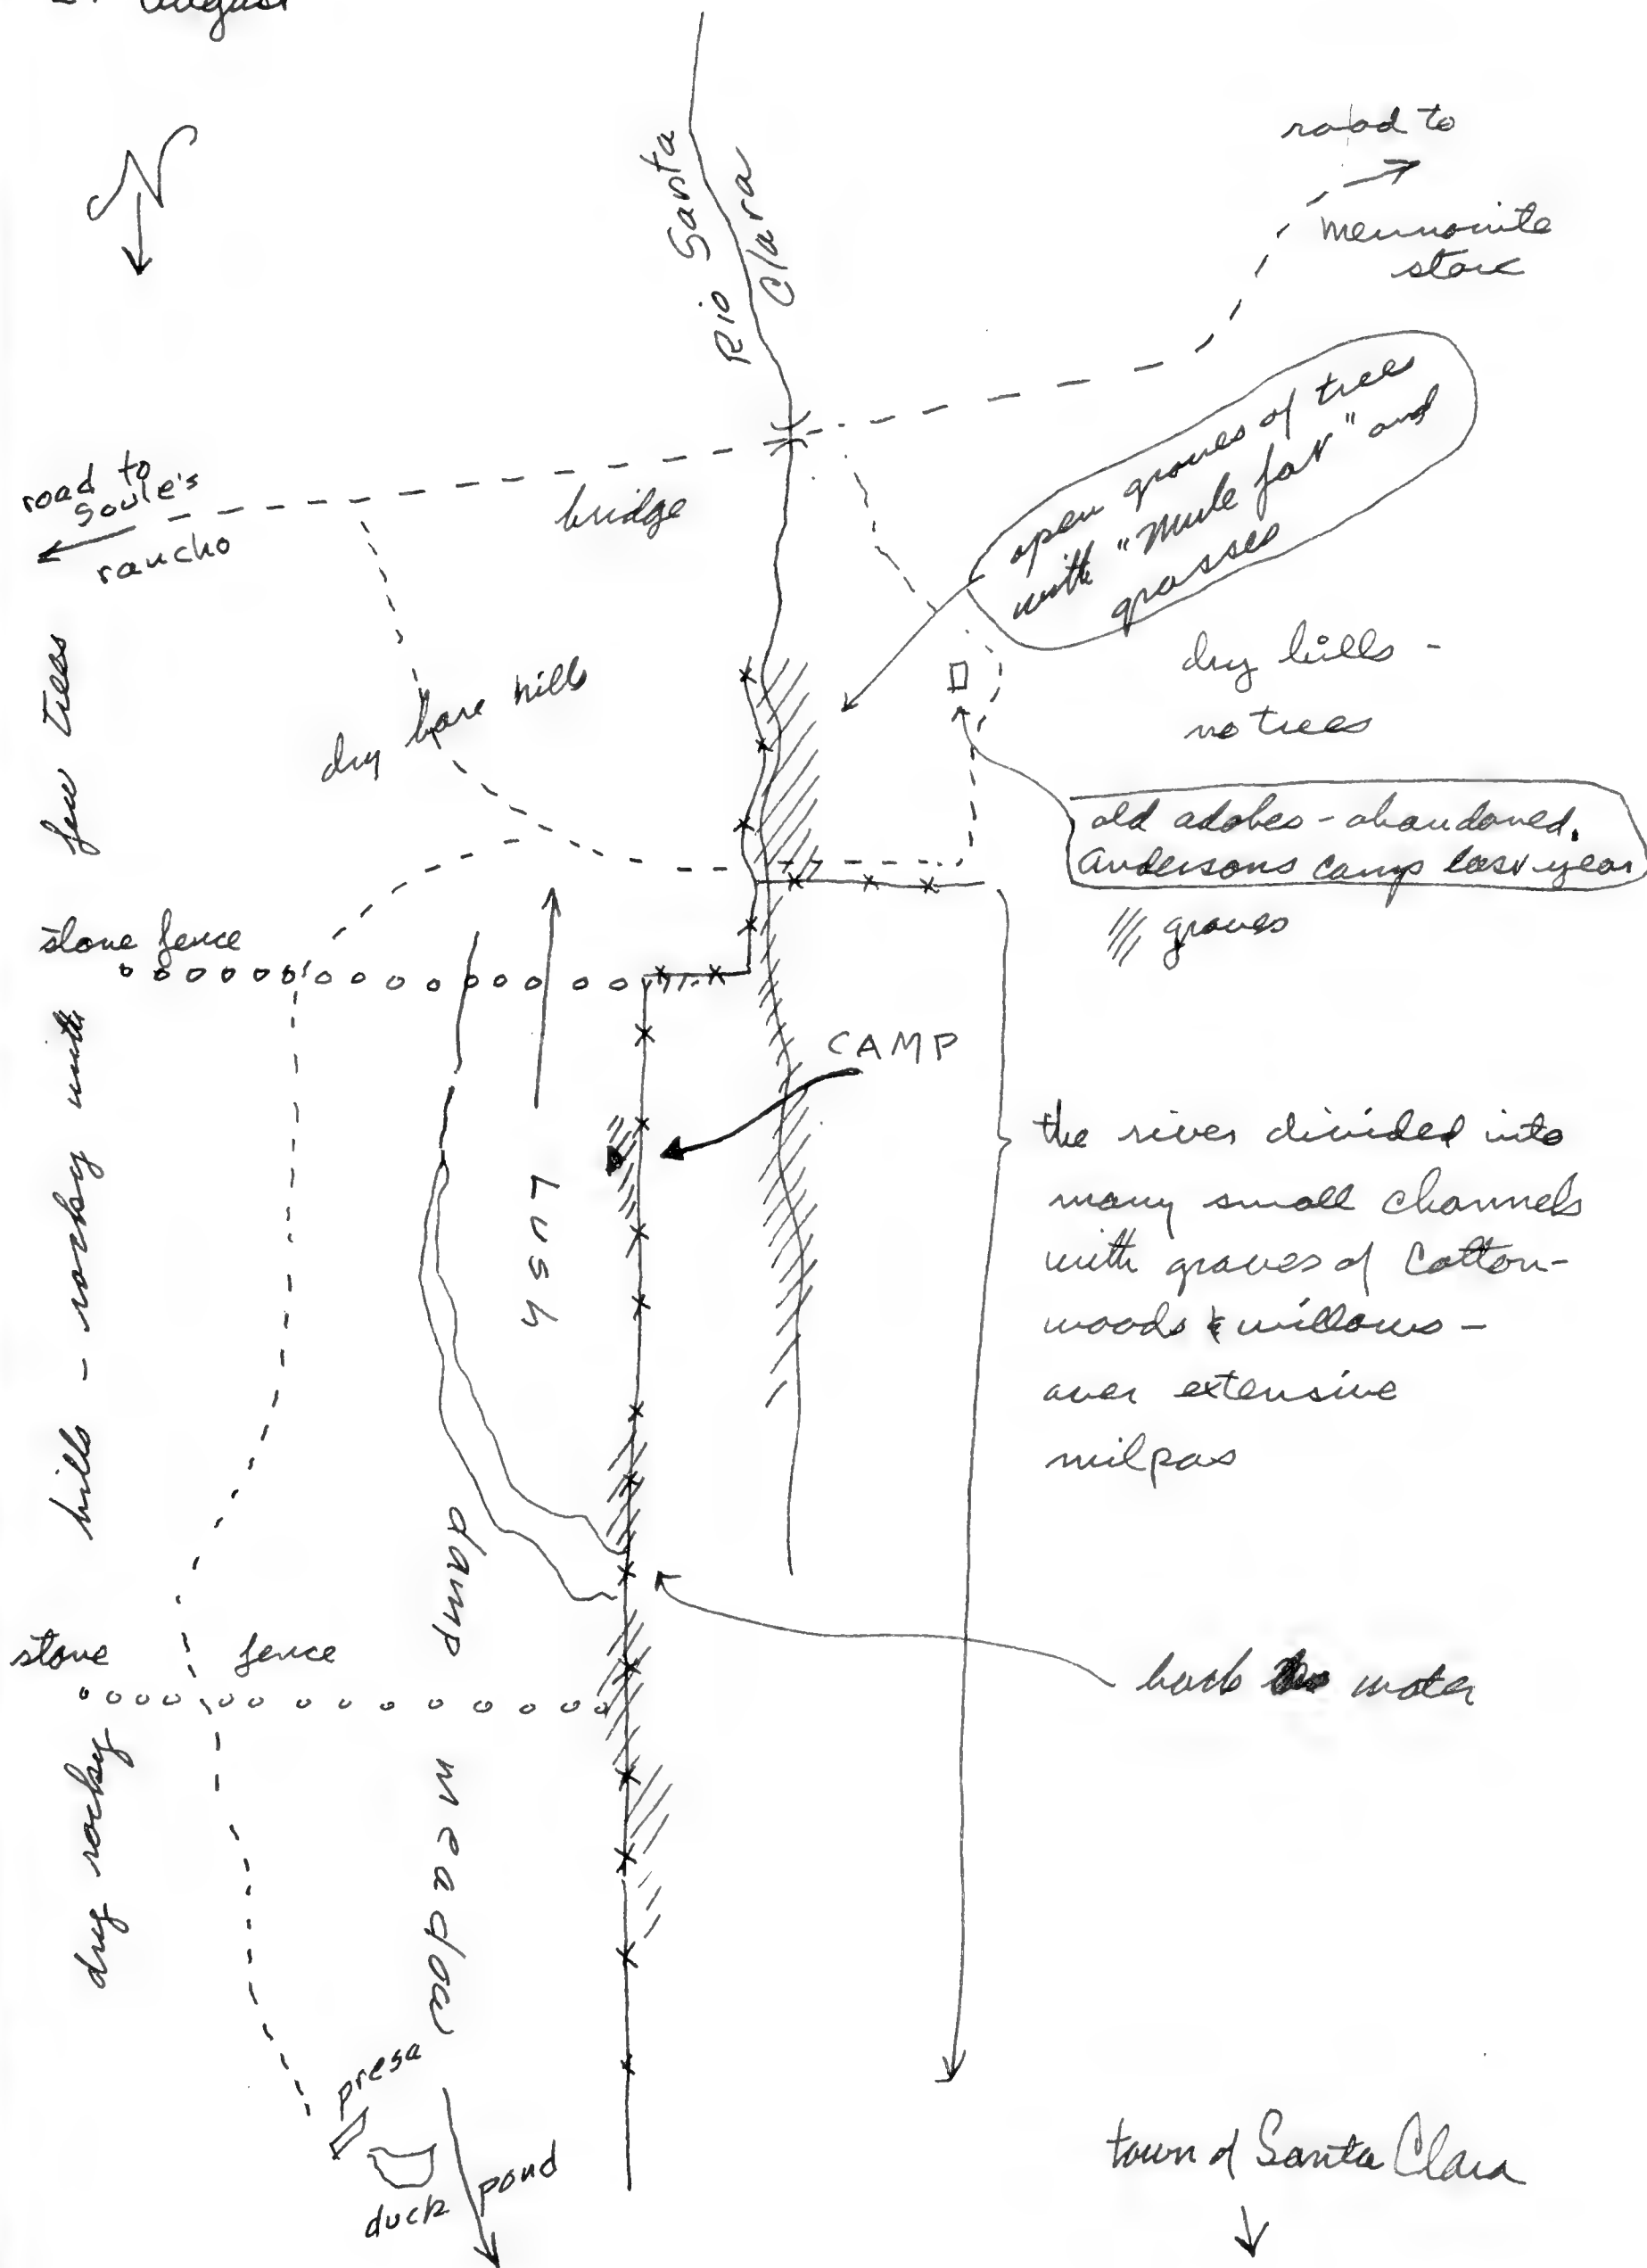 August
N
Rio Santa
Clara
road to
Mennonite
store
open groves of trees
with "Mule fat" and
grasses
road to
Soule's
rancho
bridge
dry hills -
no trees
dry bare hills
old adobes - abandoned.
Andersons camp last year
/// groves
stone fence
CAMP
Lush
damp meadow
the river divided into
many small channels
with groves of Cotton-
woods & willows -
over extensive
milpas
dry rocky hills - rocky with few trees
stone fence
back water
presa
duck pond
town of Santa Clara